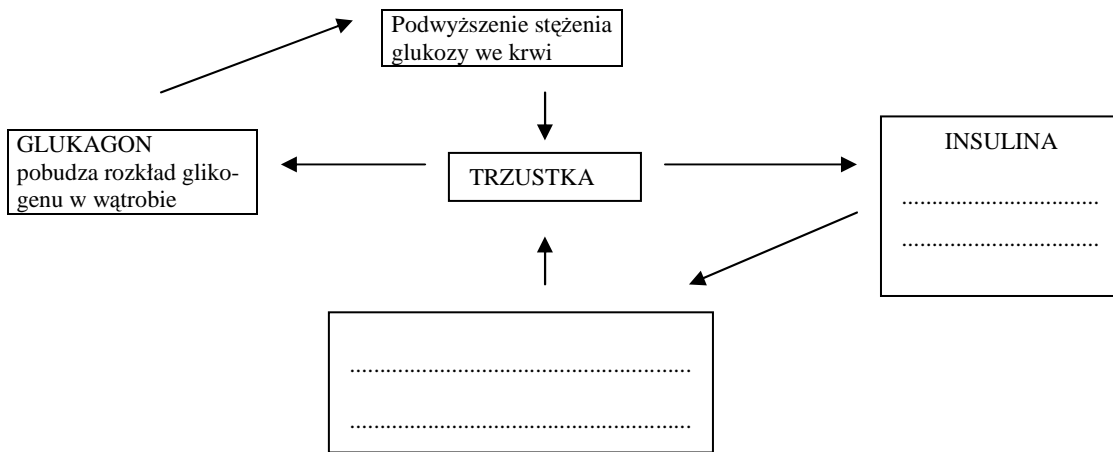 Podwyższenie stężenia
glukozy we krwi
GLUKAGON
pobudza rozkład gliko-
genu w wątrobie
TRZUSTKA
INSULINA
.................................
.................................
.........................................................
.........................................................